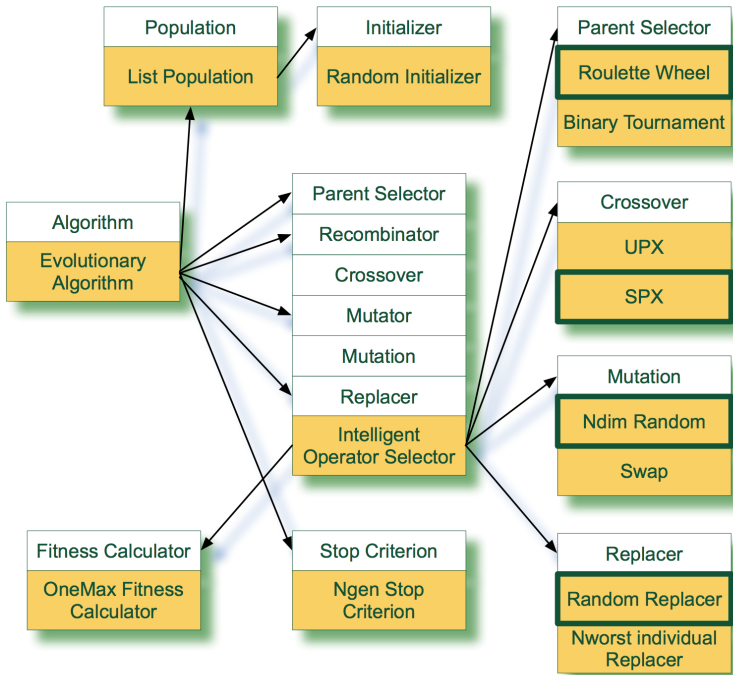 Population
List Population
Initializer
Random Initializer
Parent Selector
Roulette Wheel
Binary Tournament
Algorithm
Evolutionary
Algorithm
Parent Selector
Recombinator
Crossover
Mutator
Mutation
Replacer
Intelligent
Operator Selector
Crossover
UPX
SPX
Mutation
Ndim Random
Swap
Fitness Calculator
OneMax Fitness
Calculator
Stop Criterion
Ngen Stop
Criterion
Replacer
Random Replacer
Nworst individual
Replacer